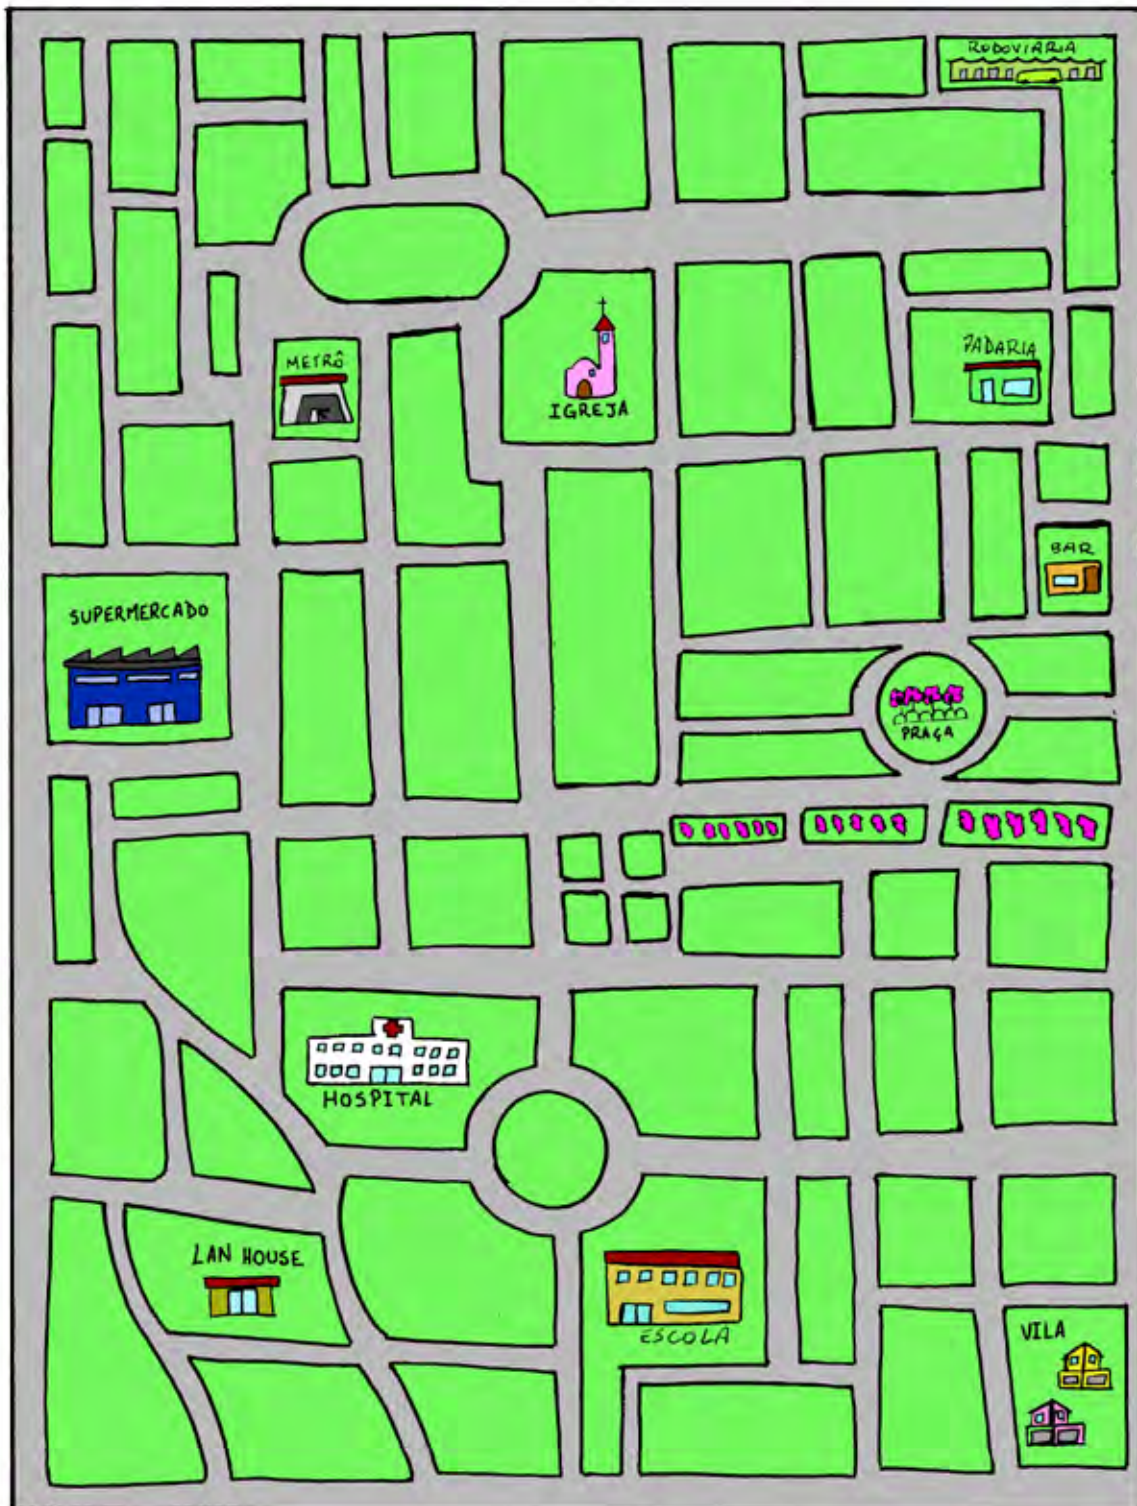 RODOVIÁRIA
METRÔ
IGREJA
PADARIA
BAR
SUPERMERCADO
PRAÇA
HOSPITAL
LAN HOUSE
ESCOLA
VILA